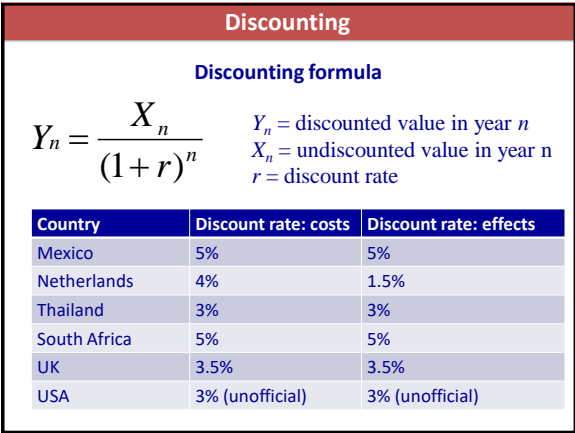 Discounting
Discounting formula
Yn = Xn / (1+r)^n
Yn = discounted value in year n
Xn = undiscounted value in year n
r = discount rate
Country Discount rate: costs Discount rate: effects
Mexico 5% 5%
Netherlands 4% 1.5%
Thailand 3% 3%
South Africa 5% 5%
UK 3.5% 3.5%
USA 3% (unofficial) 3% (unofficial)